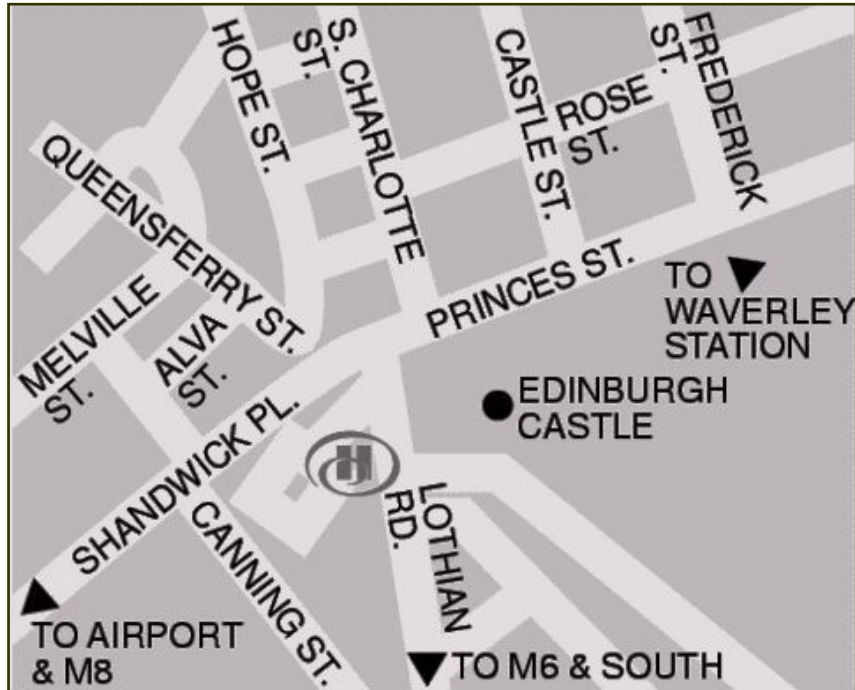 HOPE ST.
S. CHARLOTTE
ST.
CASTLE ST.
FREDERICK
ST.
ROSE
ST.
QUEENSFERRY ST.
PRINCES ST.
TO
WAVERLEY
STATION
MELVILLE
ST.
ALVA
ST.
EDINBURGH
CASTLE
SHANDWICK PL.
H
LOTHIAN
RD.
CANNING ST.
TO AIRPORT
& M8
TO M6 & SOUTH